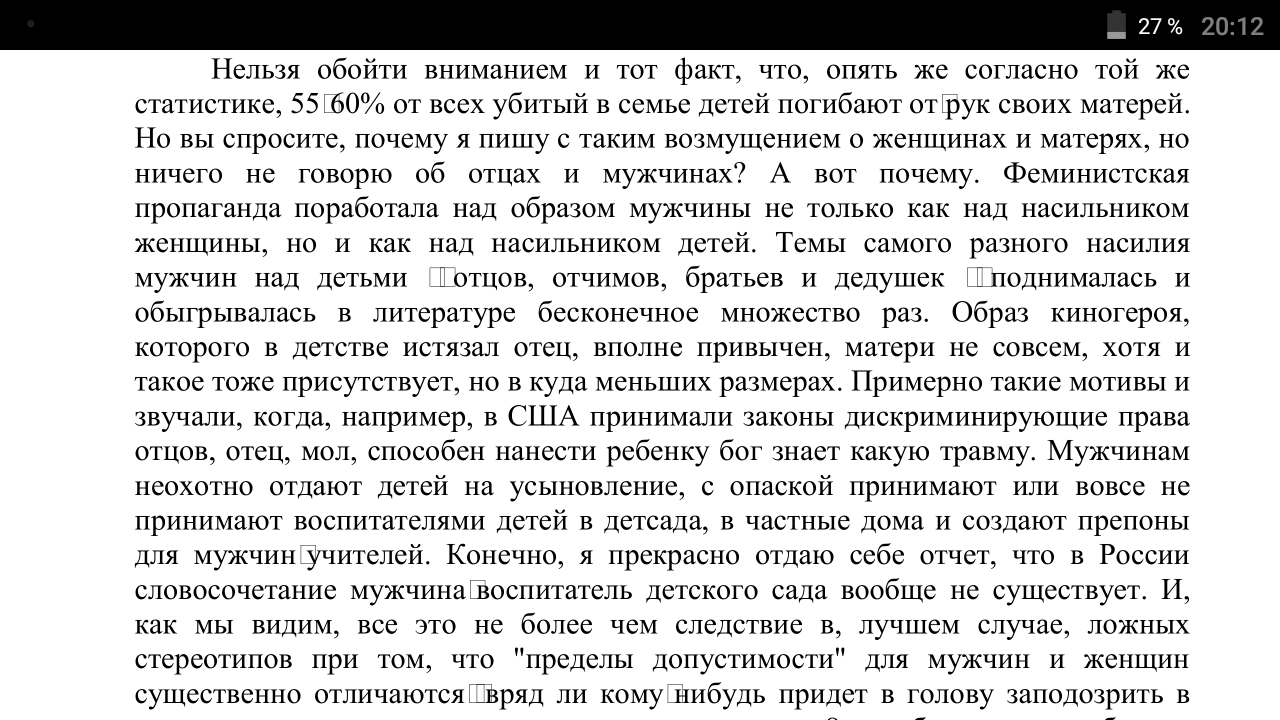 27 % 20:12
Нельзя обойти вниманием и тот факт, что, опять же согласно той же
статистике, 55□60% от всех убитый в семье детей погибают от□рук своих матерей.
Но вы спросите, почему я пишу с таким возмущением о женщинах и матерях, но
ничего не говорю об отцах и мужчинах? А вот почему. Феминистская
пропаганда поработала над образом мужчины не только как над насильником
женщины, но и как над насильником детей. Темы самого разного насилия
мужчин над детьми □□отцов, отчимов, братьев и дедушек □□поднималась и
обыгрывалась в литературе бесконечное множество раз. Образ киногероя,
которого в детстве истязал отец, вполне привычен, матери не совсем, хотя и
такое тоже присутствует, но в куда меньших размерах. Примерно такие мотивы и
звучали, когда, например, в США принимали законы дискриминирующие права
отцов, отец, мол, способен нанести ребенку бог знает какую травму. Мужчинам
неохотно отдают детей на усыновление, с опаской принимают или вовсе не
принимают воспитателями детей в детсада, в частные дома и создают препоны
для мужчин□учителей. Конечно, я прекрасно отдаю себе отчет, что в России
словосочетание мужчина□воспитатель детского сада вообще не существует. И,
как мы видим, все это не более чем следствие в, лучшем случае, ложных
стереотипов при том, что "пределы допустимости" для мужчин и женщин
существенно отличаются□□вряд ли кому□нибудь придет в голову заподозрить в